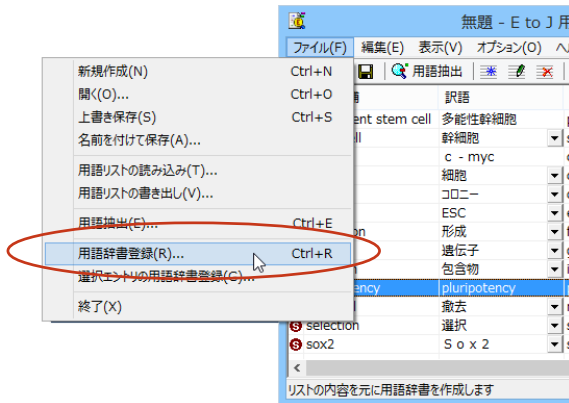 無題 - E to J 用
ファイル(F) 編集(E) 表示(V) オプション(O) ヘ
用語抽出
新規作成(N) Ctrl+N
開く(O)... Ctrl+O
上書き保存(S) Ctrl+S
名前を付けて保存(A)...
用語リストの読み込み(T)...
用語リストの書き出し(V)...
用語抽出(E)... Ctrl+E
用語辞書登録(R)... Ctrl+R
選択エントリの用語辞書登録(C)...
終了(X)
訳語
ent stem cell 多能性幹細胞
ll 幹細胞
c - myc
細胞
コロニー
ESC
on 形成
遺伝子
包含物
ency pluripotency
撤去
selection 選択
sox2 Ｓｏｘ２
リストの内容を元に用語辞書を作成します